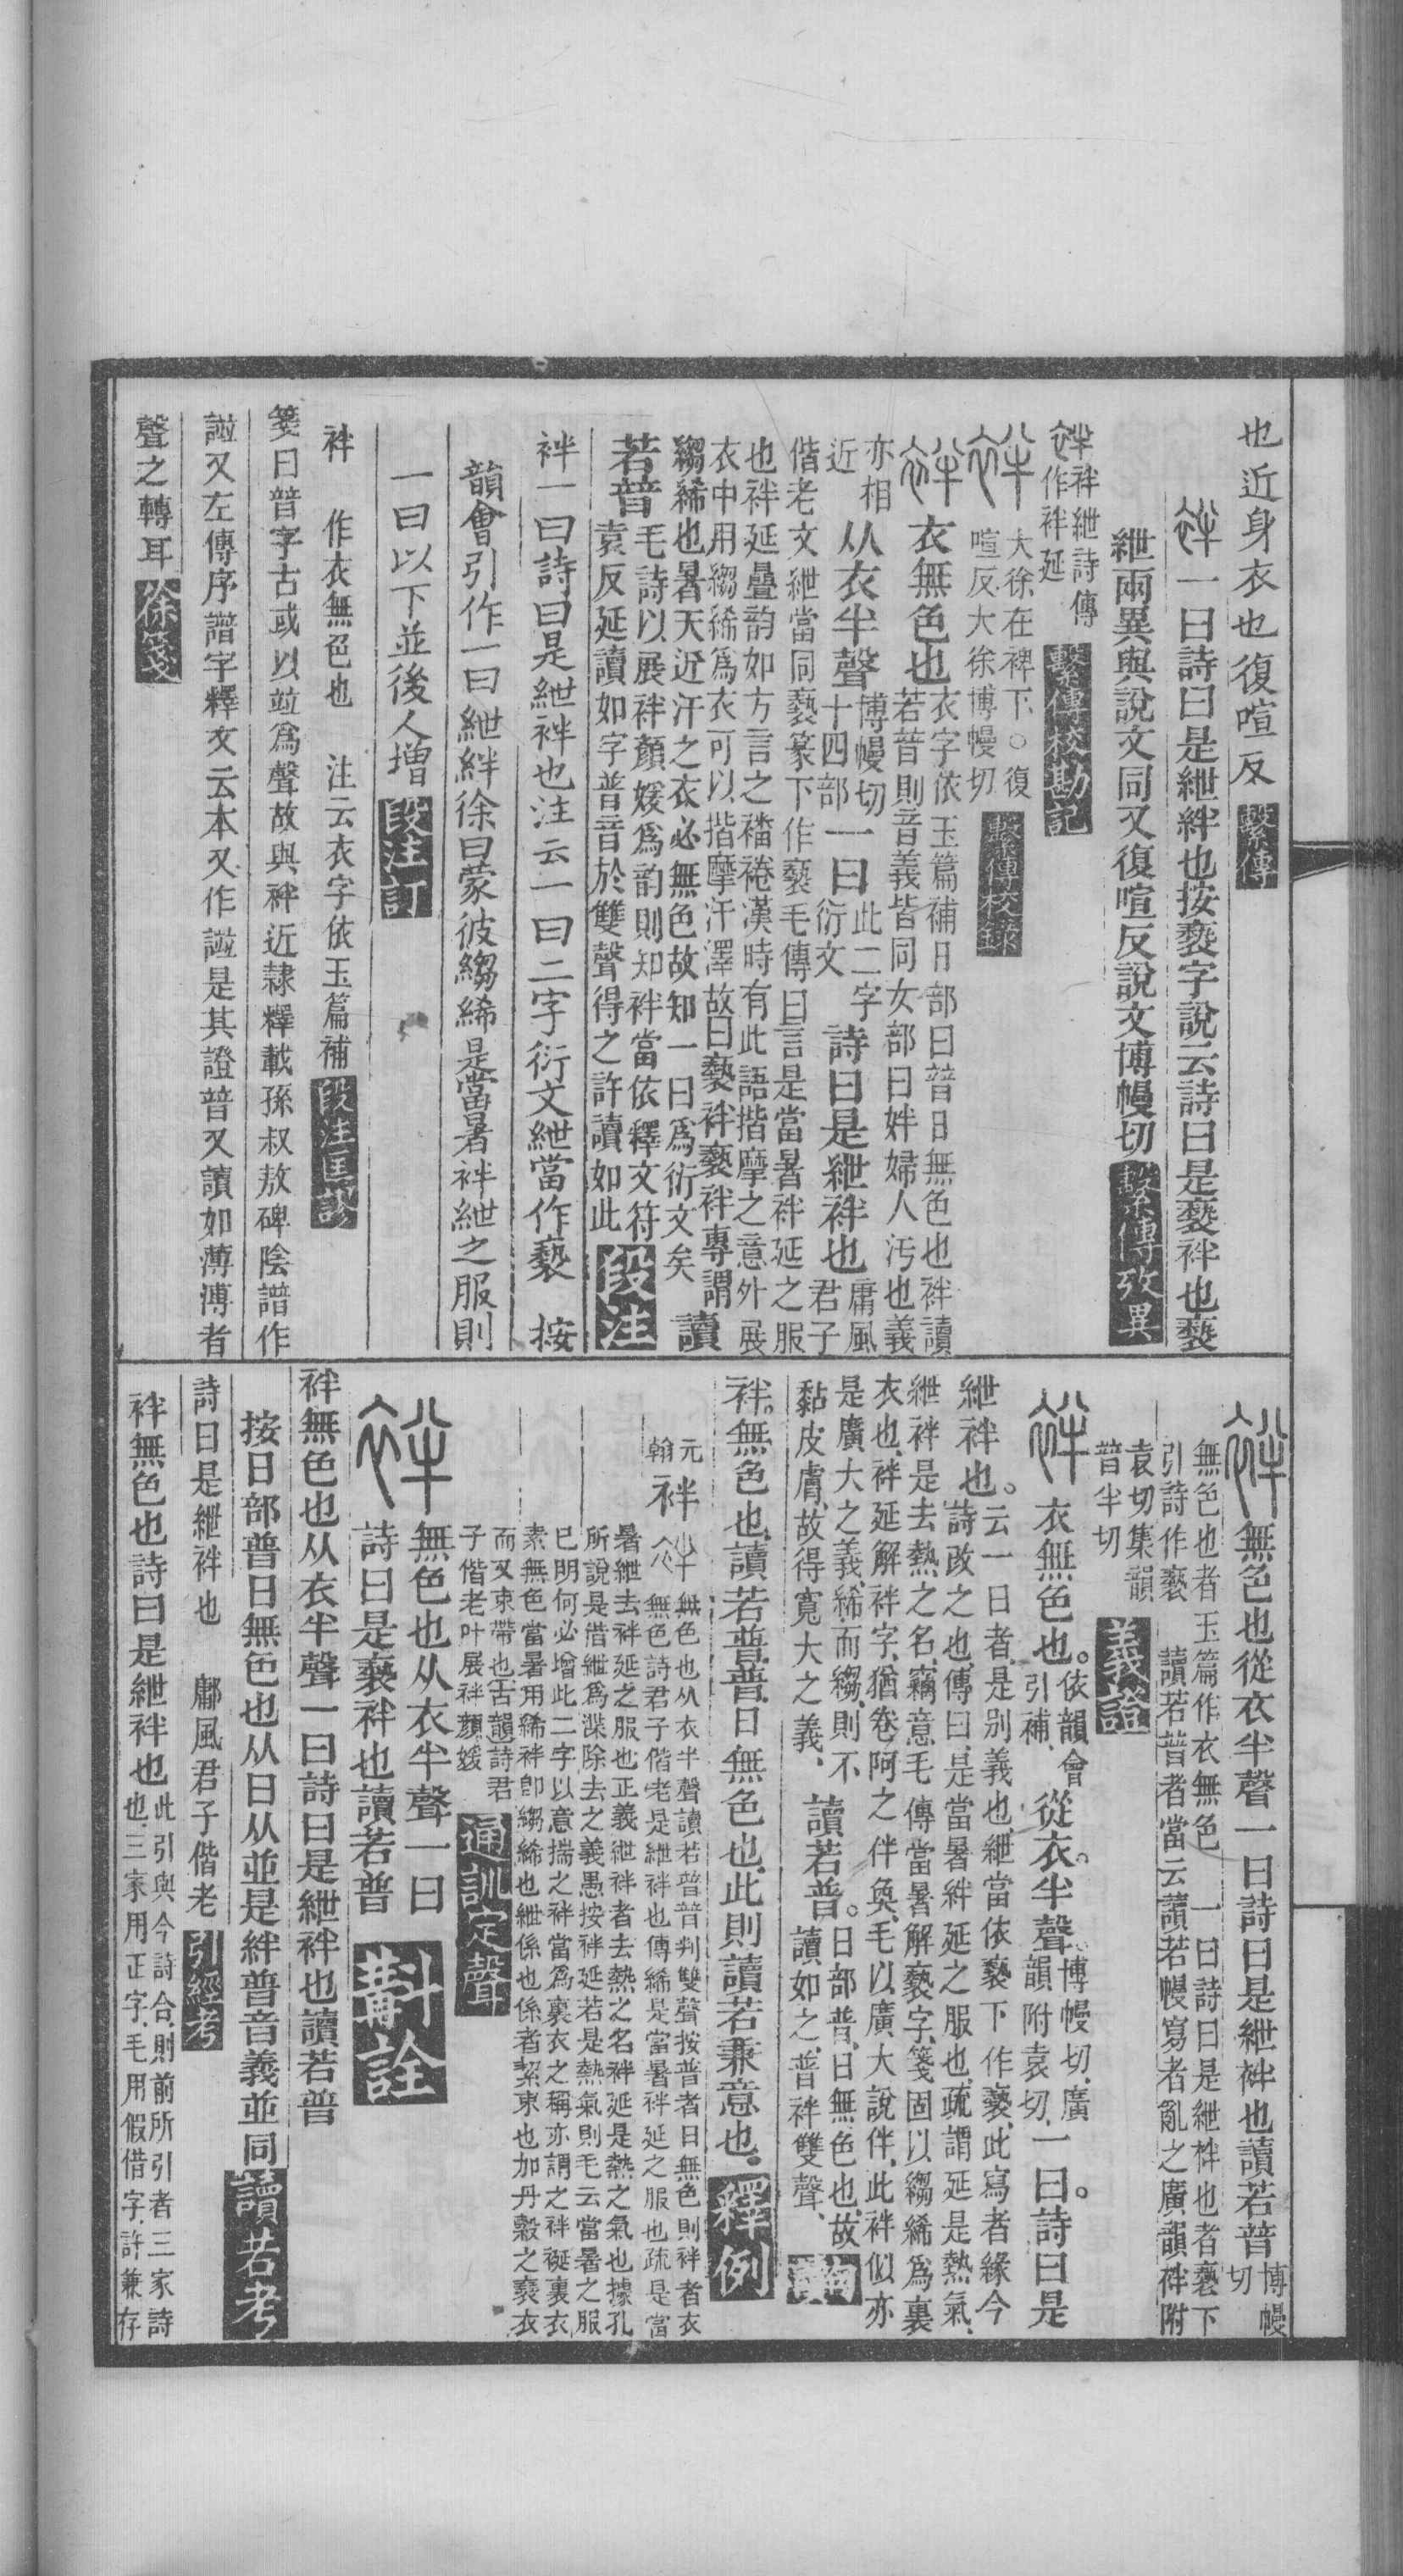 也近身衣也復喧反 繫傳
袢 一曰詩曰是紲絆也按褻字說云詩曰是褻袢也褻
紲兩異與說文同又復喧反說文博幔切 繫傳攷異
袢 袢紲詩傳
作袢延 繫傳校勘記
袢 大徐在裨下○復
喧反大徐博幔切 繫傳校錄
袢 衣無色也 衣字依玉篇補日部曰普日無色也袢讀
若普則音義皆同女部曰姅婦人污也義
亦相
近 从衣半聲 博幔切
十四部 一曰 此二字
衍文 詩曰是紲袢也 庸風
君子
偕老文紲當同褻篆下作褻毛傳曰言是當暑袢延之服
也袢延疊韵如方言之襎裷漢時有此語揩摩之意外展
衣中用縐絺爲衣可以揩摩汗澤故曰褻袢褻袢專謂
縐絺也暑天近汗之衣必無色故知一曰爲衍文矣 讀
若普 毛詩以展袢顏媛爲韵則知袢當依釋文符
袁反延讀如字普音於雙聲得之許讀如此 段注
袢 一曰詩曰是紲袢也注云一曰二字衍文紲當作褻 按
韻會引作一曰紲絆徐曰蒙彼縐絺是當暑袢紲之服則
一曰以下並後人增 段注訂
袢 作衣無色也 注云衣字依玉篇補 段注匡謬
箋曰普字古或以竝爲聲故與袢近隷釋載孫叔敖碑陰譜作
𧩃又左傳序譜字釋文云本又作𧩃是其證普又讀如薄薄者
聲之轉耳 徐箋
袢 無色也從衣半聲一曰詩曰是紲袢也讀若普 博幔
切
無色也者玉篇作衣無色 一曰詩曰是紲袢也者褻下
引詩作褻 讀若普者當云讀若幔寫者亂之廣韻袢附
袁切集韻
普半切 義證
袢 衣無色也。 依韻會
引補、 從衣。半聲。 博幔切、廣
韻附袁切、 一曰。詩曰是
紲袢也。 云一曰者、是別義也、紲當依褻下作褻、此寫者緣今
詩改之也、傳曰、是當暑絆延之服也、疏謂延是熱氣、
紲袢是去熱之名、竊意毛傳當暑解褻字、箋固以縐絺爲裏
衣也、袢延解袢字、猶卷阿之伴奐、毛以廣大說伴、此袢似亦
是廣大之義、絺而縐、則不
黏皮膚、故得寬大之義、 讀若普。 日部普、日無色也、故
讀如之、普袢雙聲、
袢。無色也、讀若普、普、日無色也、此則讀若兼意也、 釋例
元
翰 袢 無色也从衣半聲讀若普普判雙聲按普者日無色則袢者衣
無色詩君子偕老是紲袢也傳絺是當暑袢延之服也疏是當
暑紲去袢延之服也正義紲袢者去熱之名袢延是熱之氣也據孔
所說是借紲爲渫除去之義愚按袢延若是熱氣則毛云當暑之服
已明何必增此二字以意揣之袢當爲裏衣之稱亦謂之袢襢裏衣
素無色當暑用絺袢卽縐絺也紲係也係者絜束也加丹縠之襄衣
而又束帶也古韻詩君
子偕老叶展袢顏媛 通訓定聲
袢 無色也从衣半聲一曰
詩曰是褻袢也讀若普 斠詮
袢無色也从衣半聲一曰詩曰是紲袢也讀若普
按日部普日無色也从日从並是絆普音義並同 讀若考
詩曰是紲袢也 鄘風君子偕老 引經考
袢無色也詩曰是紲袢也 此引與今詩合、則前所引者三家詩
也、三家用正字、毛用假借字、許兼存